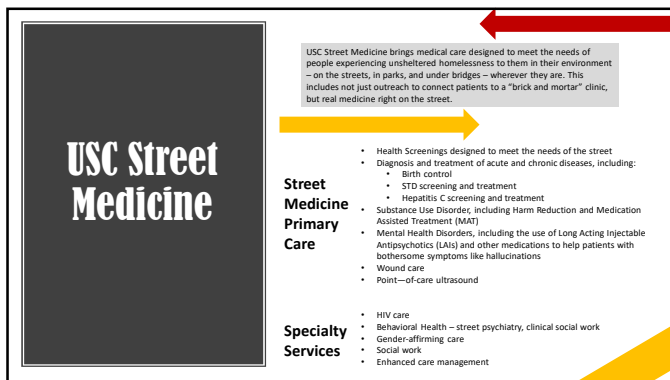 USC Street
Medicine
USC Street Medicine brings medical care designed to meet the needs of
people experiencing unsheltered homelessness to them in their environment
– on the streets, in parks, and under bridges – wherever they are. This
includes not just outreach to connect patients to a “brick and mortar” clinic,
but real medicine right on the street.
Street
Medicine
Primary
Care
• Health Screenings designed to meet the needs of the street
• Diagnosis and treatment of acute and chronic diseases, including:
• Birth control
• STD screening and treatment
• Hepatitis C screening and treatment
• Substance Use Disorder, including Harm Reduction and Medication
Assisted Treatment (MAT)
• Mental Health Disorders, including the use of Long Acting Injectable
Antipsychotics (LAIs) and other medications to help patients with
bothersome symptoms like hallucinations
• Wound care
• Point—of-care ultrasound
Specialty
Services
• HIV care
• Behavioral Health – street psychiatry, clinical social work
• Gender-affirming care
• Social work
• Enhanced care management